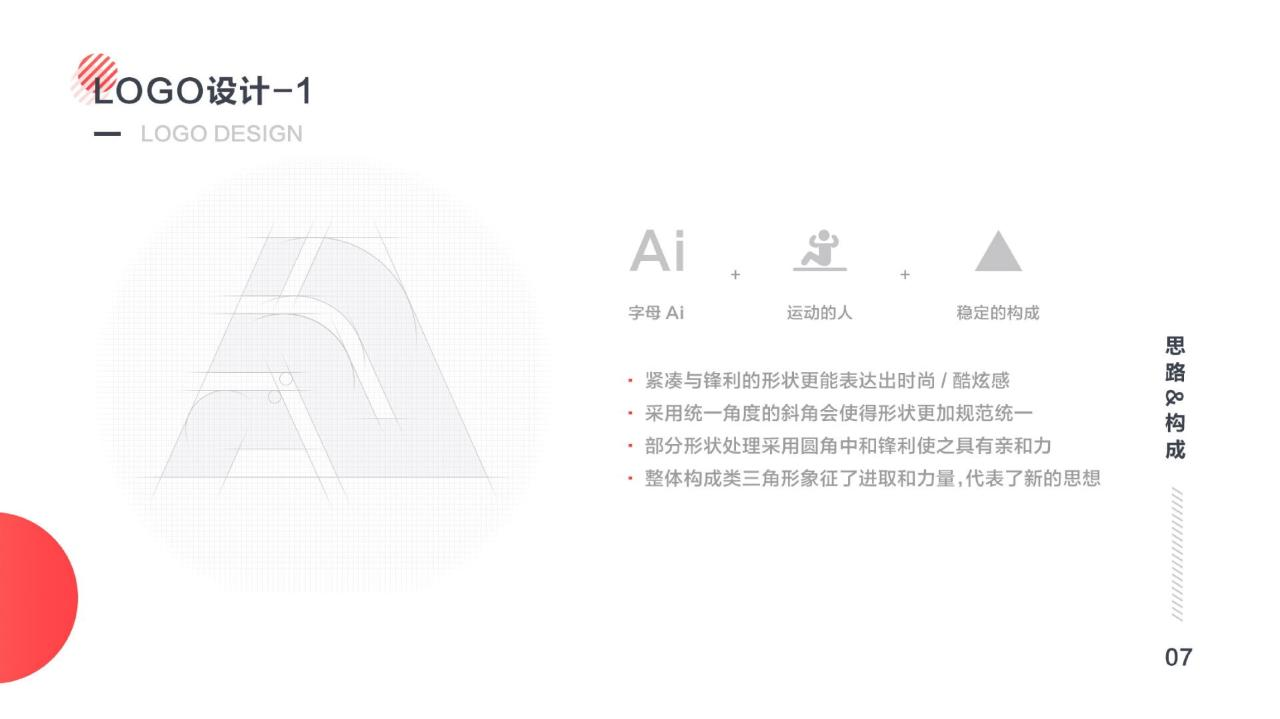 LOGO设计-1
LOGO DESIGN
Ai
+
+
字母 Ai
运动的人
稳定的构成
紧凑与锋利的形状更能表达出时尚 / 酷炫感
采用统一角度的斜角会使得形状更加规范统一
部分形状处理采用圆角中和锋利使之具有亲和力
整体构成类三角形象征了进取和力量,代表了新的思想
思路&构成
07